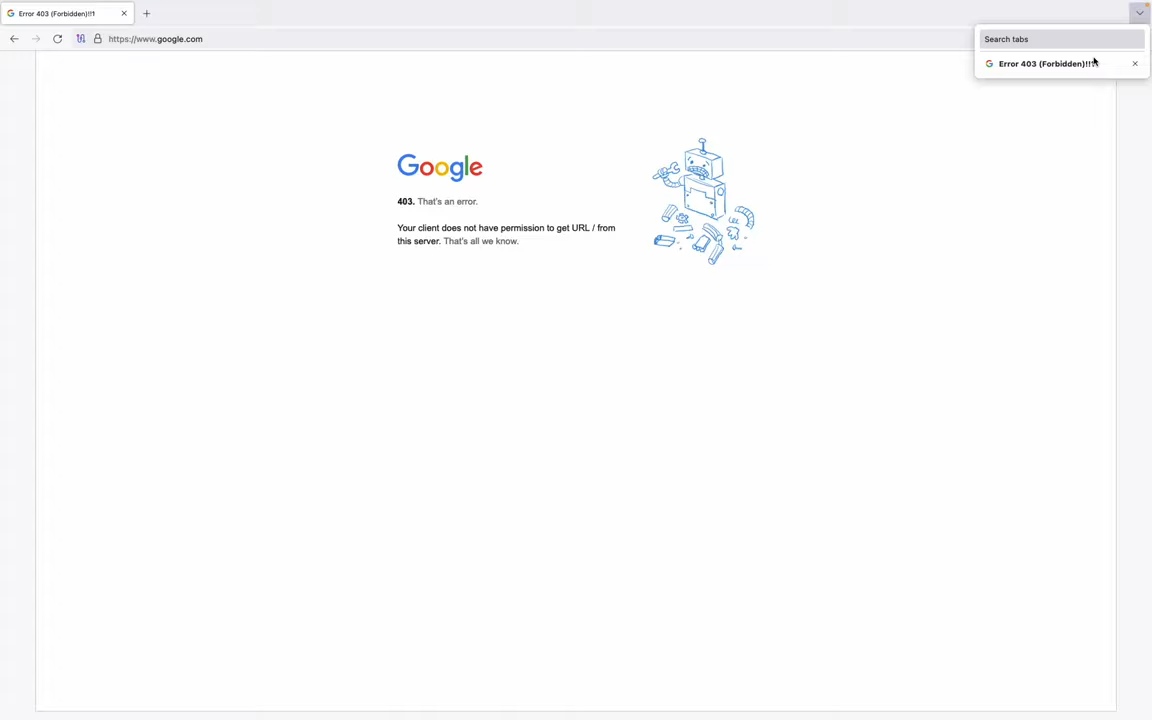 Error 403 (Forbidden)!!1
https://www.google.com
Search tabs
Error 403 (Forbidden)!!1
Google
403. That's an error.
Your client does not have permission to get URL / from
this server. That's all we know.